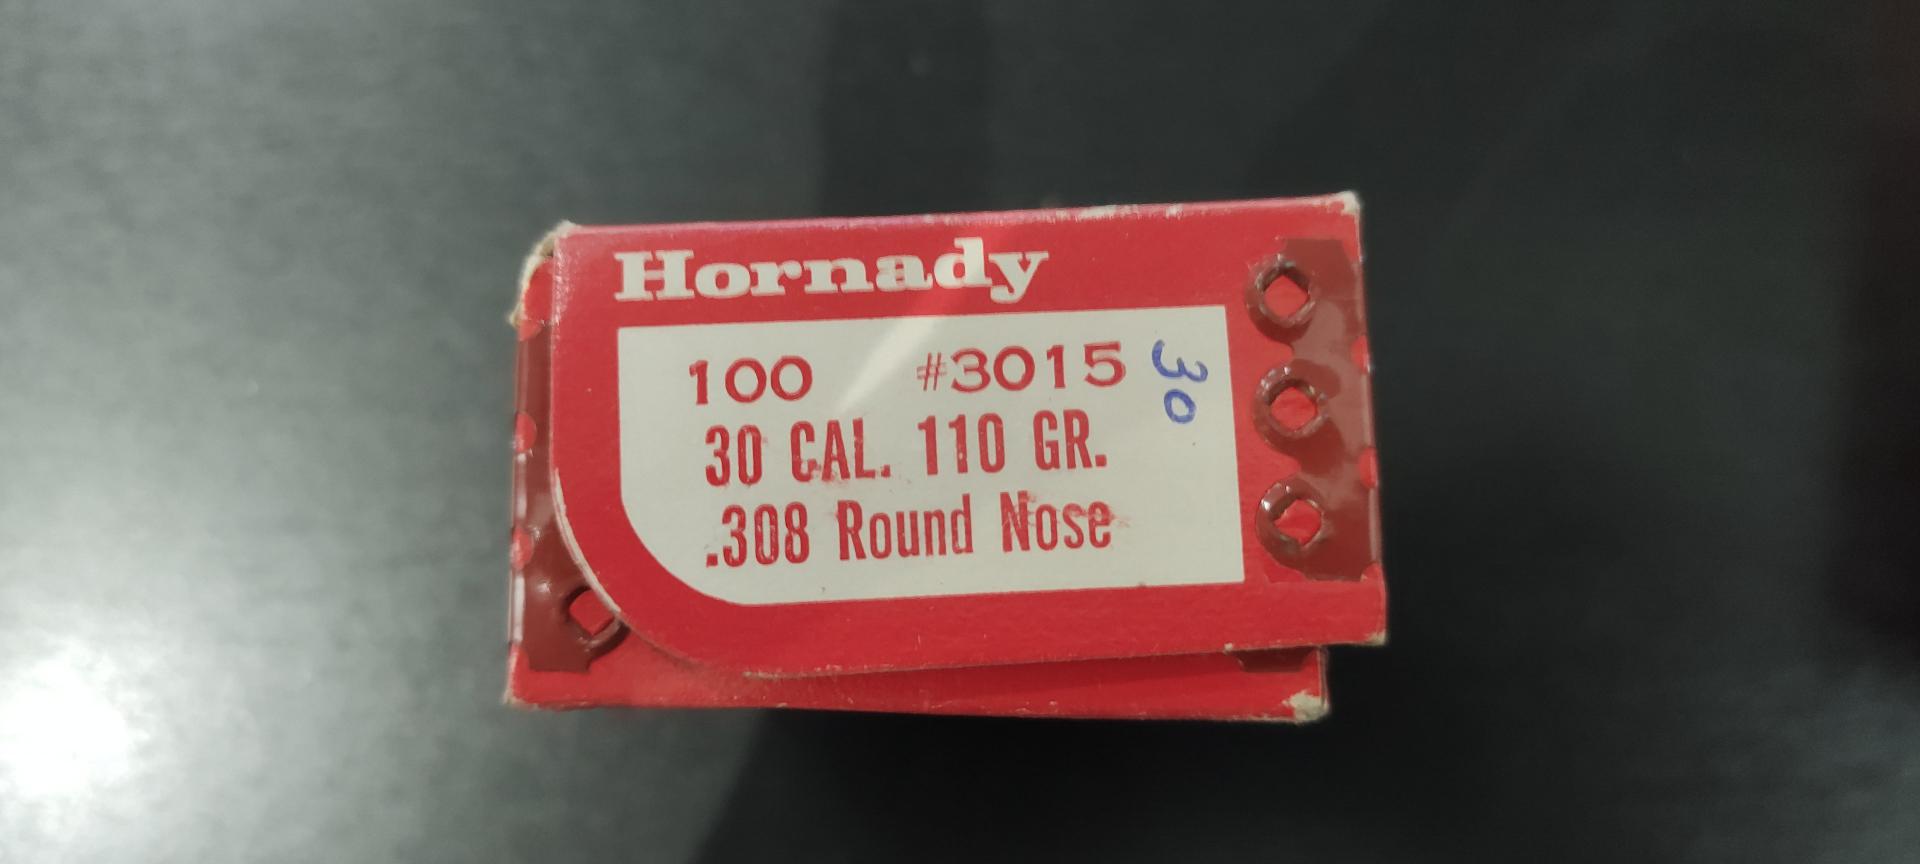 Hornady
100 #3015
30 CAL. 110 GR.
.308 Round Nose
30